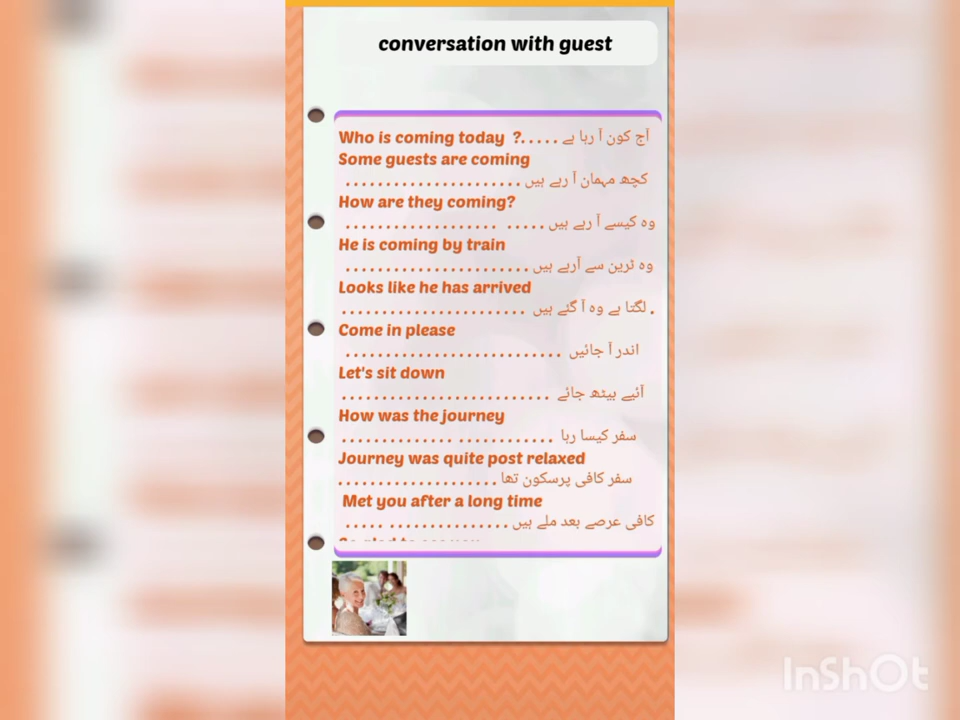 conversation with guest
Who is coming today ?..... آج کون آ رہا ہے
Some guests are coming
...................... کچھ مہمان آ رہے ہیں
How are they coming?
................... ..... وہ کیسے آ رہے ہیں
He is coming by train
....................... وہ ٹرین سے آرہے ہیں
Looks like he has arrived
....................... لگتا ہے وہ آ گئے ہیں .
Come in please
........................... اندر آ جائیں
Let's sit down
.......................... آئیے بیٹھ جائے
How was the journey
.............. ............ سفر کیسا رہا
Journey was quite post relaxed
.................... سفر کافی پرسکون تھا
Met you after a long time
..... ............... کافی عرصے بعد ملے ہیں
InShOt